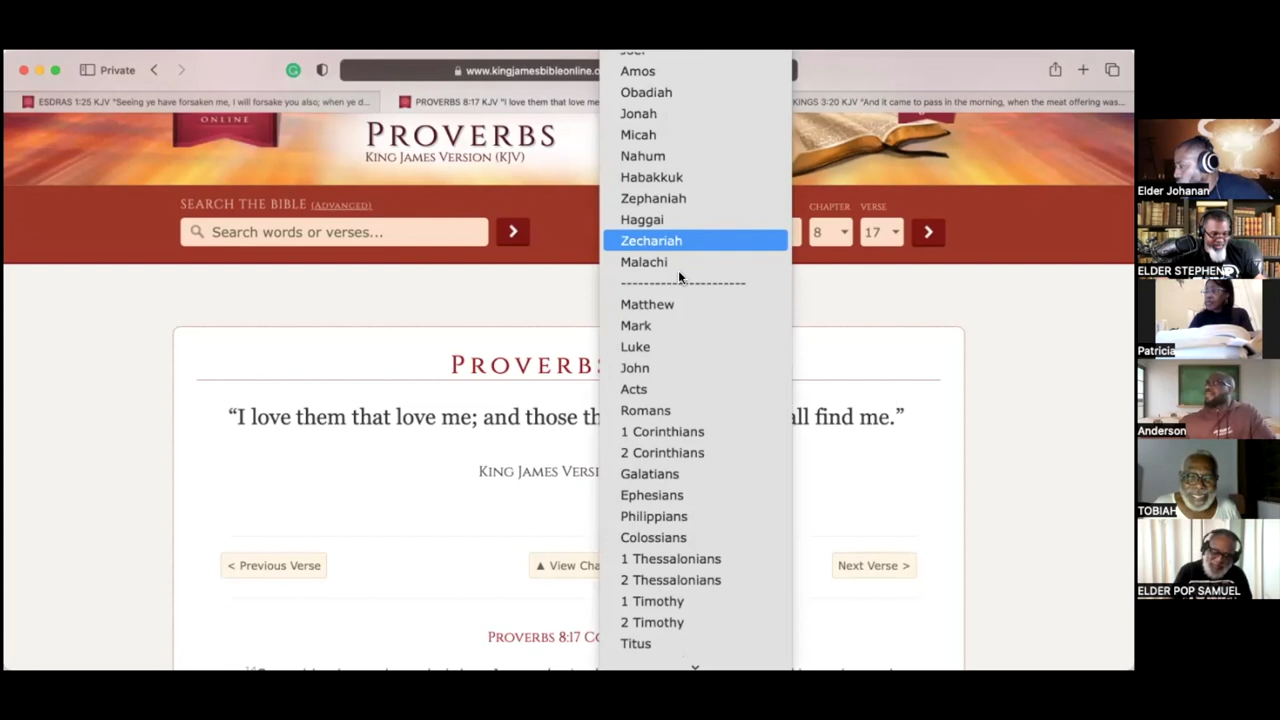 Private
www.kingjamesbibleonline.o
ESDRAS 1:25 KJV "Seeing ye have forsaken me, I will forsake you also; when ye d...
PROVERBS 8:17 KJV "I love them that love me
KINGS 3:20 KJV "And it came to pass in the morning, when the meat offering was...
ONLINE
PROVERBS
KING JAMES VERSION (KJV)
SEARCH THE BIBLE (ADVANCED)
CHAPTER VERSE
Search words or verses...
8 17
Joel
Amos
Obadiah
Jonah
Micah
Nahum
Habakkuk
Zephaniah
Haggai
Zechariah
Malachi
----------------------
Matthew
Mark
Luke
John
Acts
Romans
1 Corinthians
2 Corinthians
Galatians
Ephesians
Philippians
Colossians
1 Thessalonians
2 Thessalonians
1 Timothy
2 Timothy
Titus
PROVERBS
“I love them that love me; and those th all find me.”
KING JAMES VERSI
< Previous Verse
▲ View Cha
Next Verse >
PROVERBS 8:17 CO
Elder Johanan
ELDER STEPHEN
Patricia
Anderson
TOBIAH
ELDER POP SAMUEL